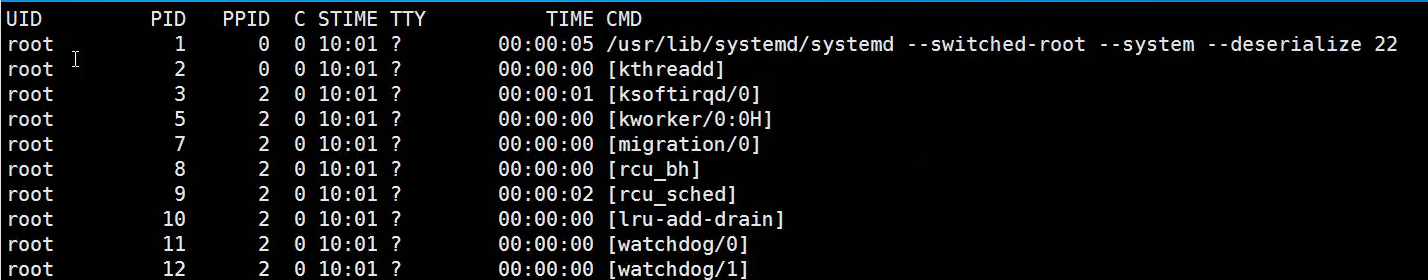 UID        PID  PPID  C STIME TTY          TIME CMD
root         1     0  0 10:01 ?        00:00:05 /usr/lib/systemd/systemd --switched-root --system --deserialize 22
root         2     0  0 10:01 ?        00:00:00 [kthreadd]
root         3     2  0 10:01 ?        00:00:01 [ksoftirqd/0]
root         5     2  0 10:01 ?        00:00:00 [kworker/0:0H]
root         7     2  0 10:01 ?        00:00:00 [migration/0]
root         8     2  0 10:01 ?        00:00:00 [rcu_bh]
root         9     2  0 10:01 ?        00:00:02 [rcu_sched]
root        10     2  0 10:01 ?        00:00:00 [lru-add-drain]
root        11     2  0 10:01 ?        00:00:00 [watchdog/0]
root        12     2  0 10:01 ?        00:00:00 [watchdog/1]